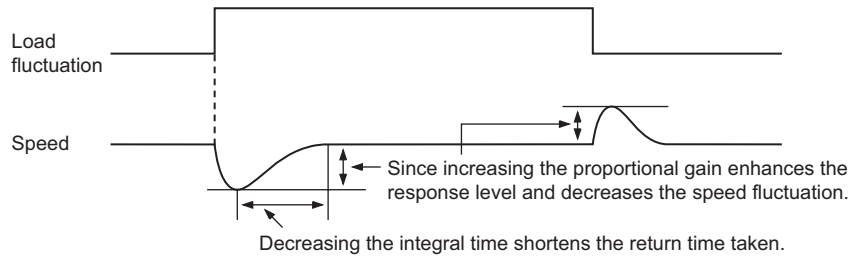 Load
fluctuation
Speed
Since increasing the proportional gain enhances the
response level and decreases the speed fluctuation.
Decreasing the integral time shortens the return time taken.